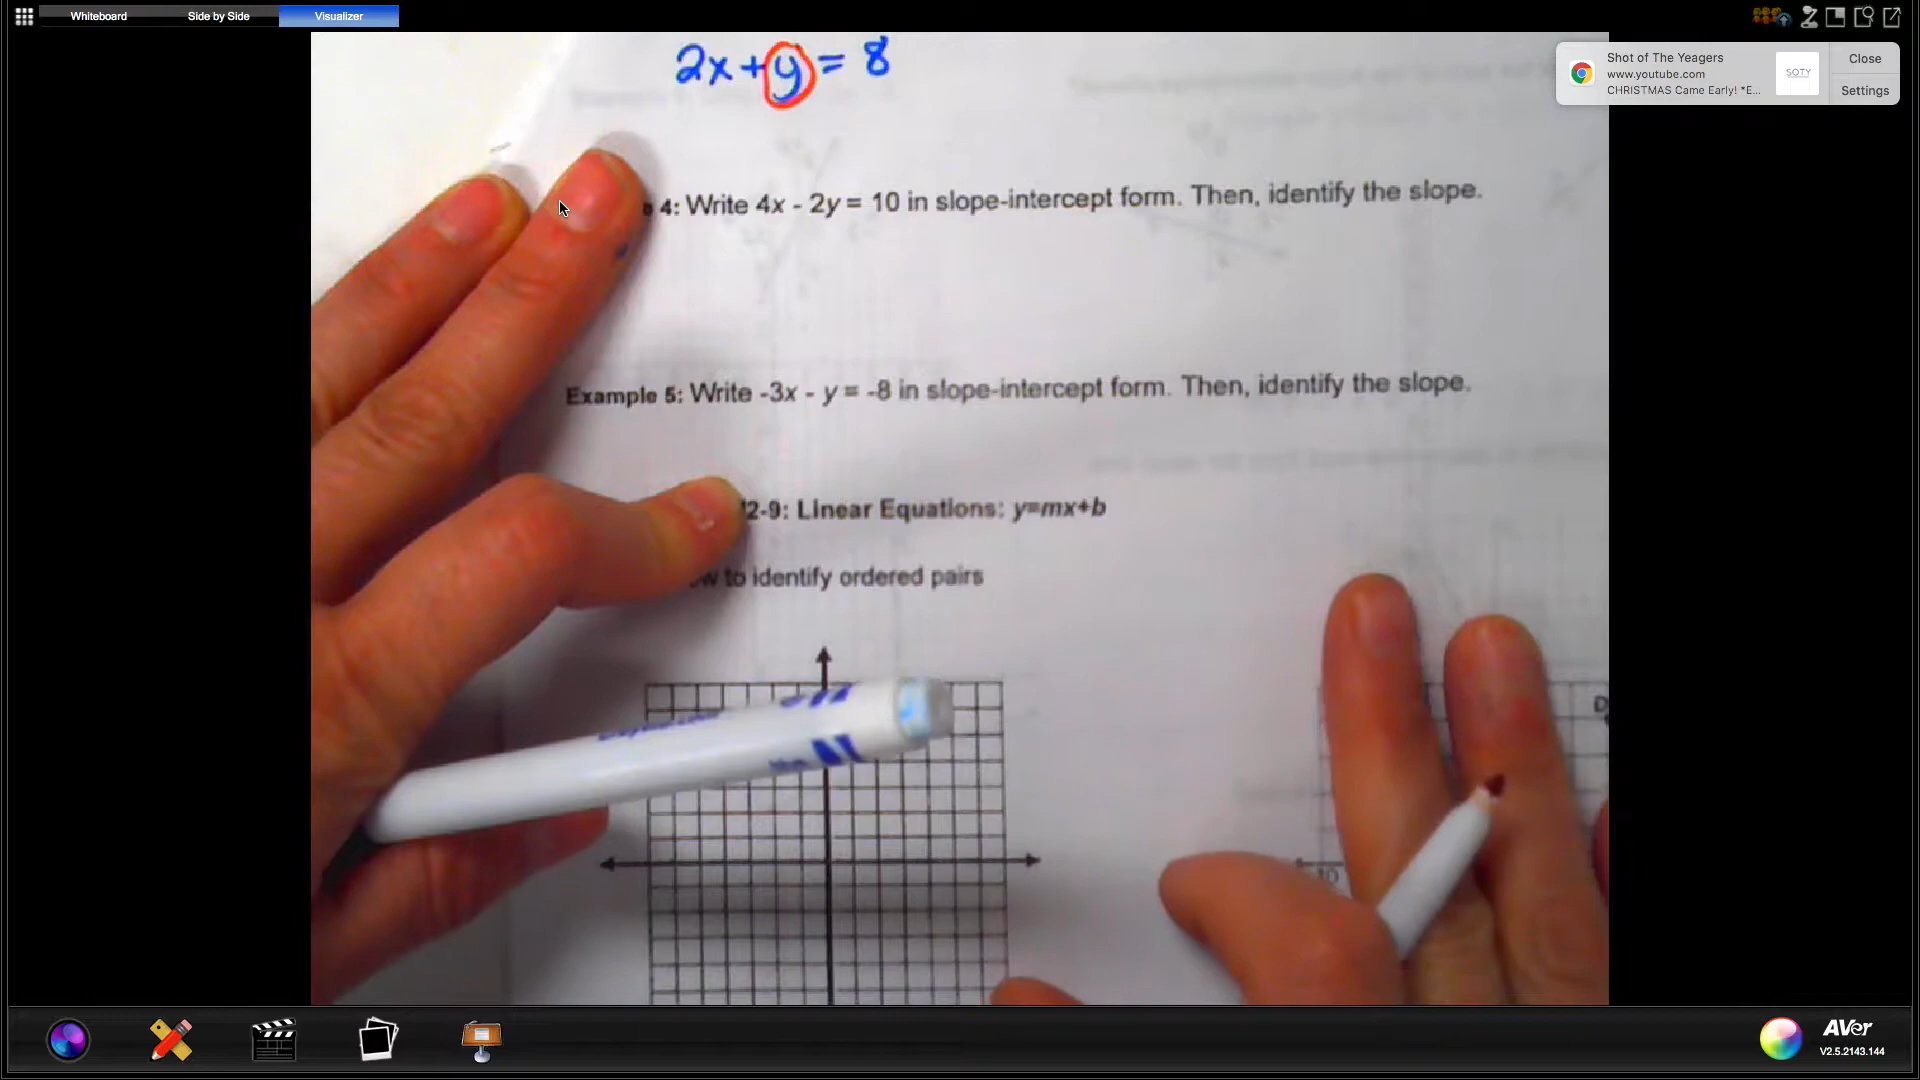 Whiteboard
Side by Side
Visualizer
Shot of The Yeagers
www.youtube.com
CHRISTMAS Came Early! *E...
SOTY
Close
Settings
2x+y=8
4: Write 4x - 2y = 10 in slope-intercept form. Then, identify the slope.
Example 5: Write -3x - y = -8 in slope-intercept form. Then, identify the slope.
2-9: Linear Equations: y=mx+b
to identify ordered pairs
D
-10
AVer
V2.5.2143.144